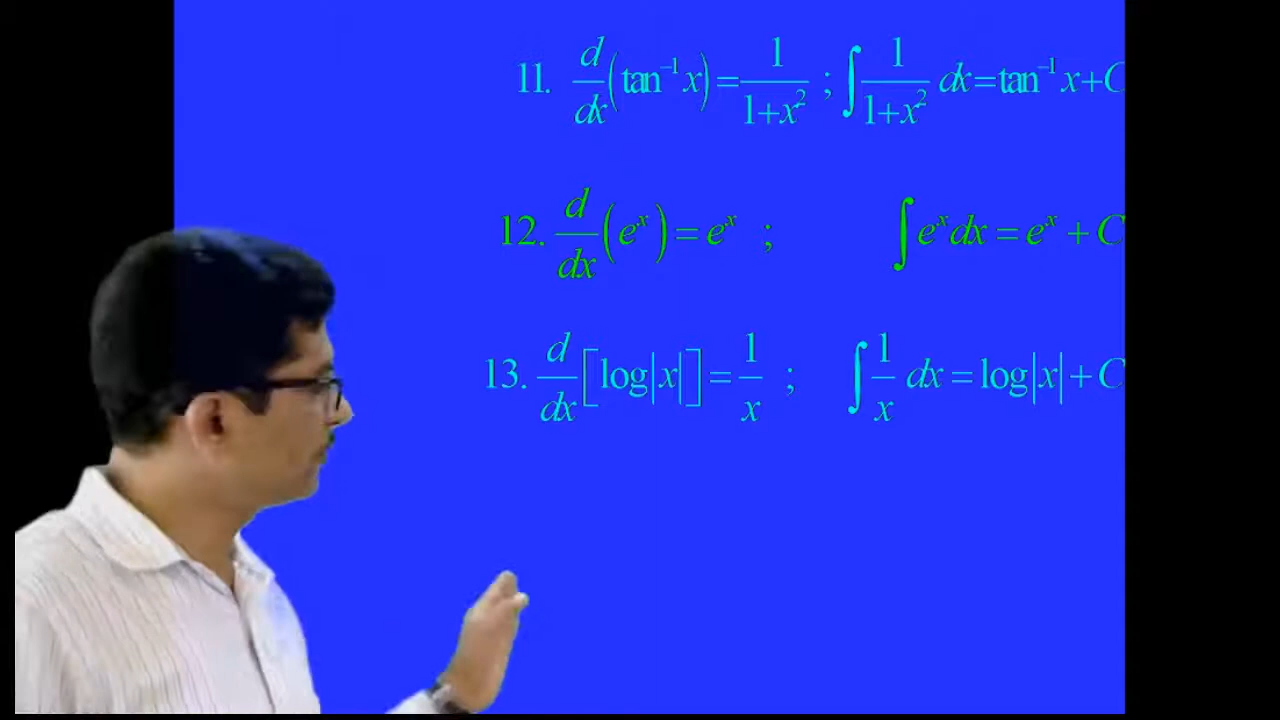 11. d/dx (tan⁻¹x) = 1/1+x² ; ∫ 1/1+x² dx = tan⁻¹x + C
12. d/dx (eˣ) = eˣ ; ∫ eˣ dx = eˣ + C
13. d/dx [log|x|] = 1/x ; ∫ 1/x dx = log|x| + C